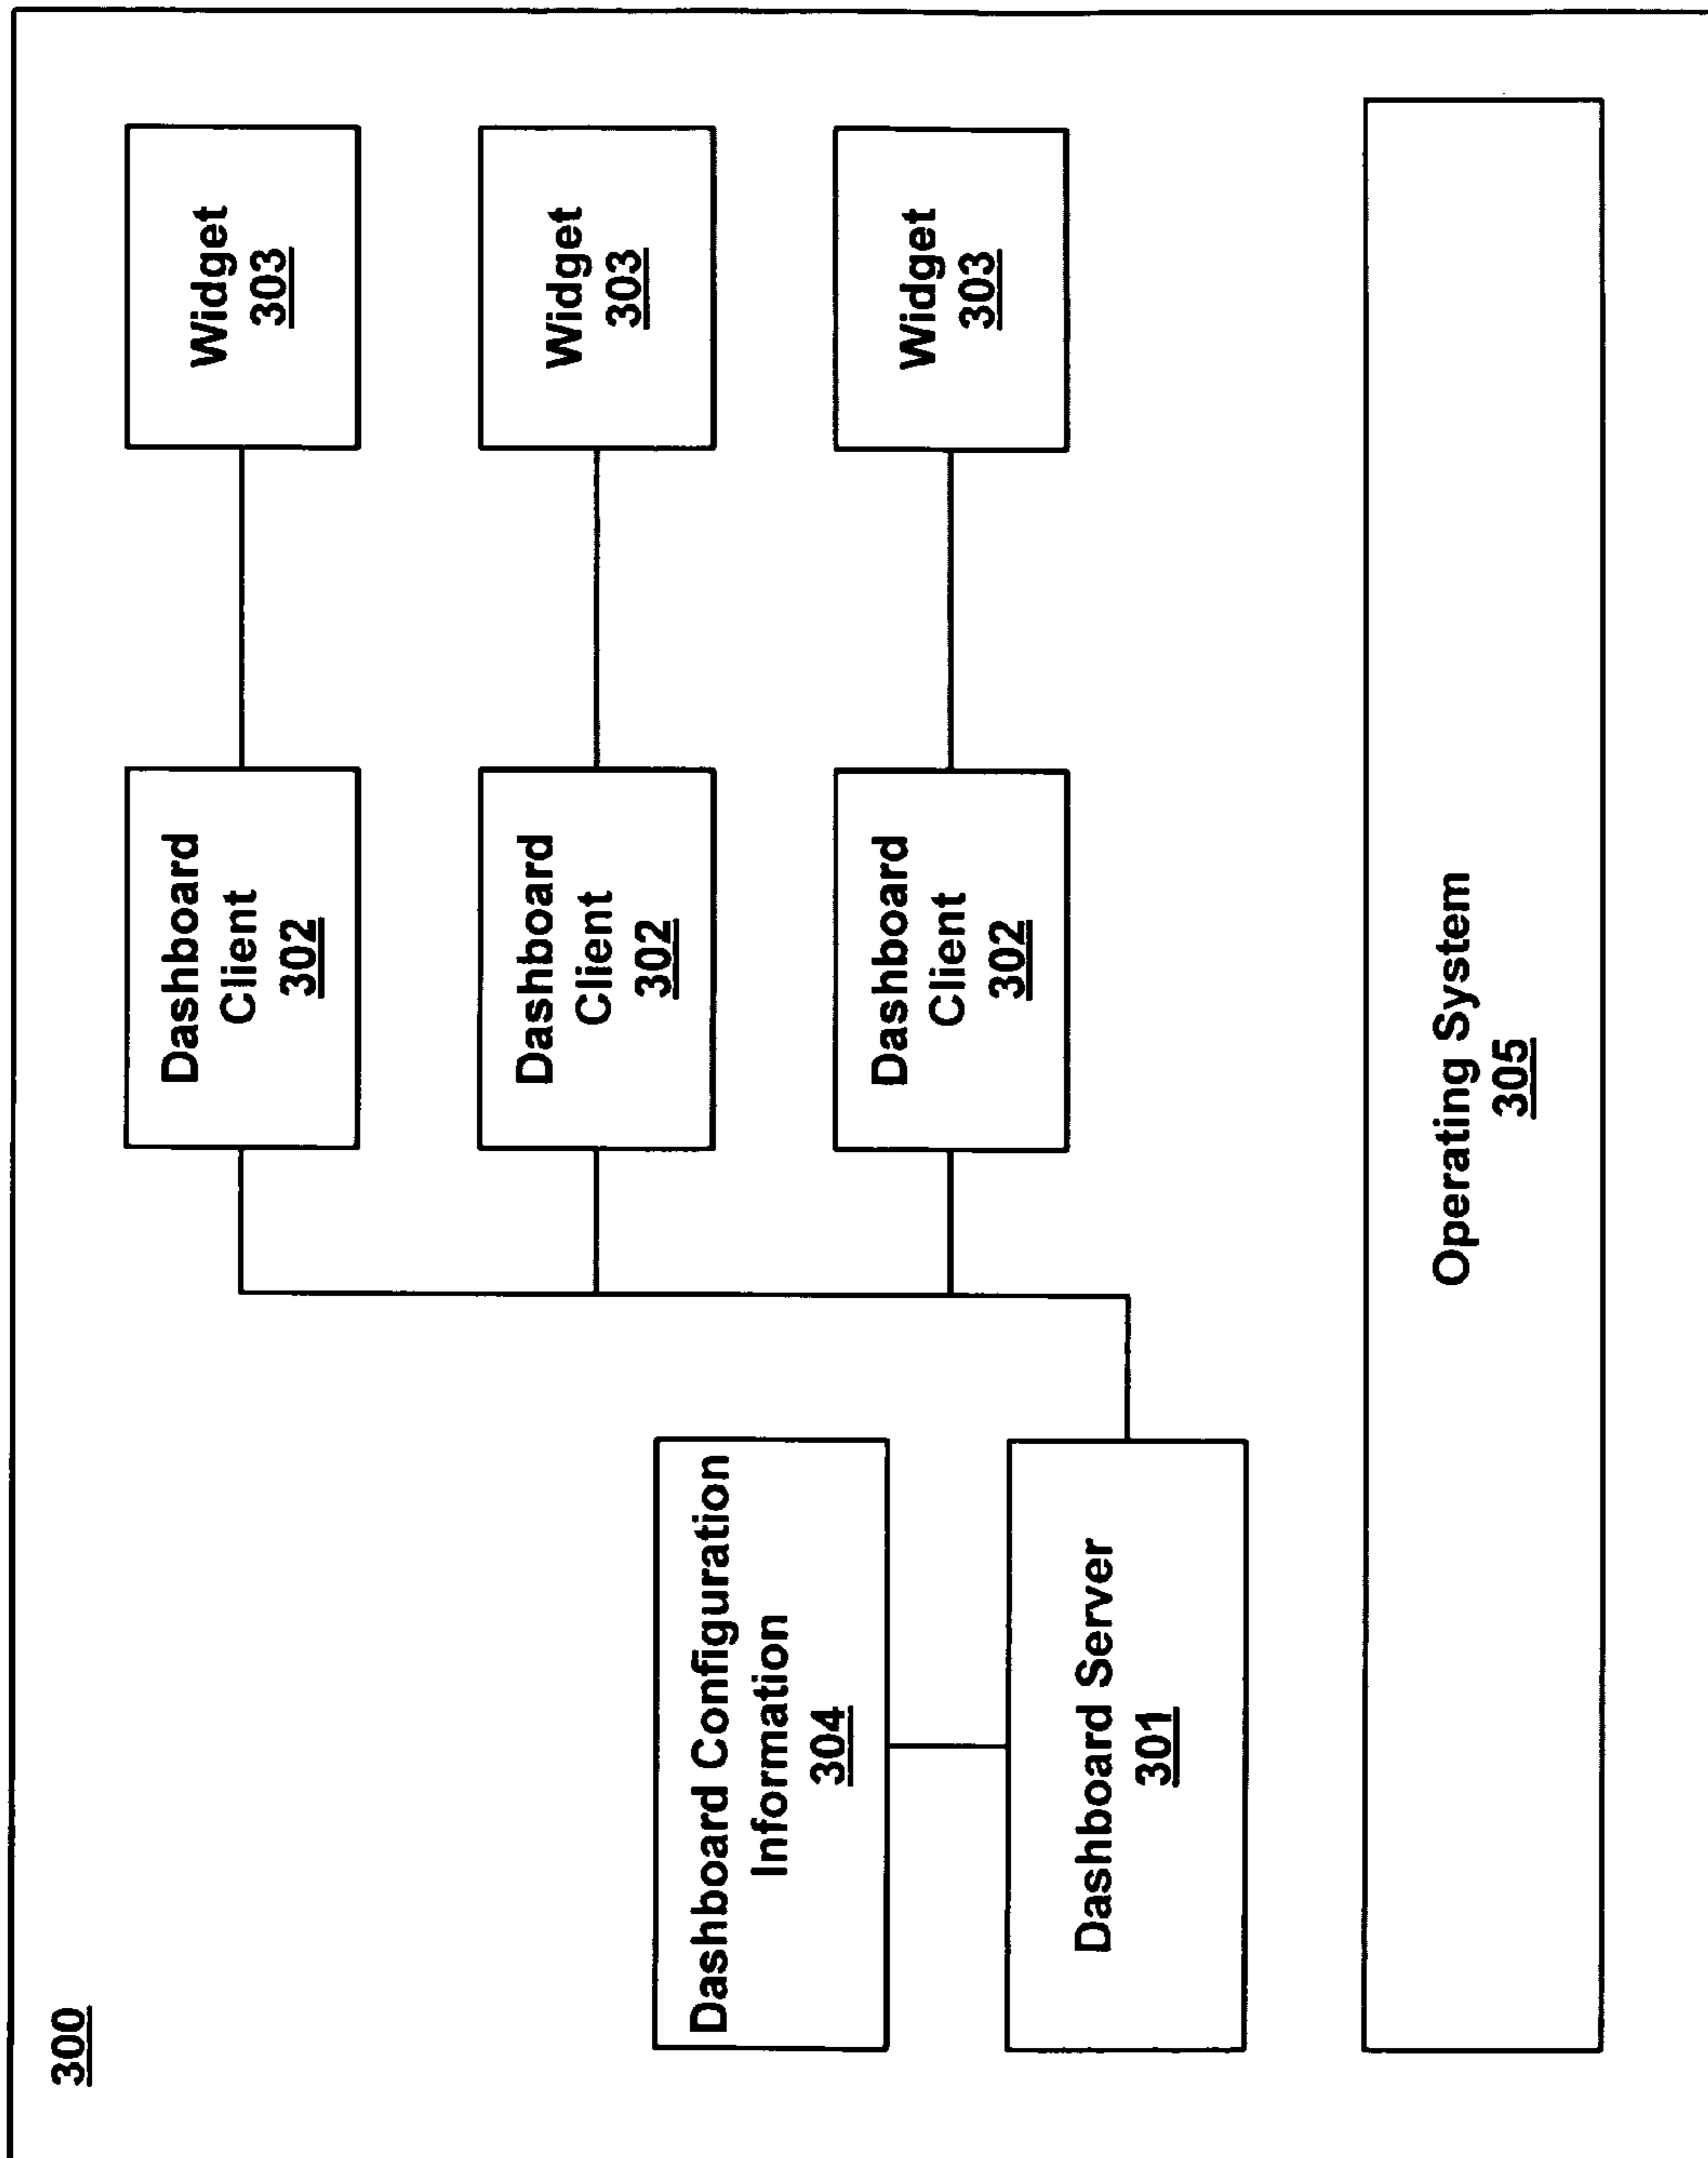 300
Dashboard
Client
302
Widget
303
Dashboard
Client
302
Widget
303
Dashboard Configuration
Information
304
Dashboard
Client
302
Widget
303
Dashboard Server
301
Operating System
305